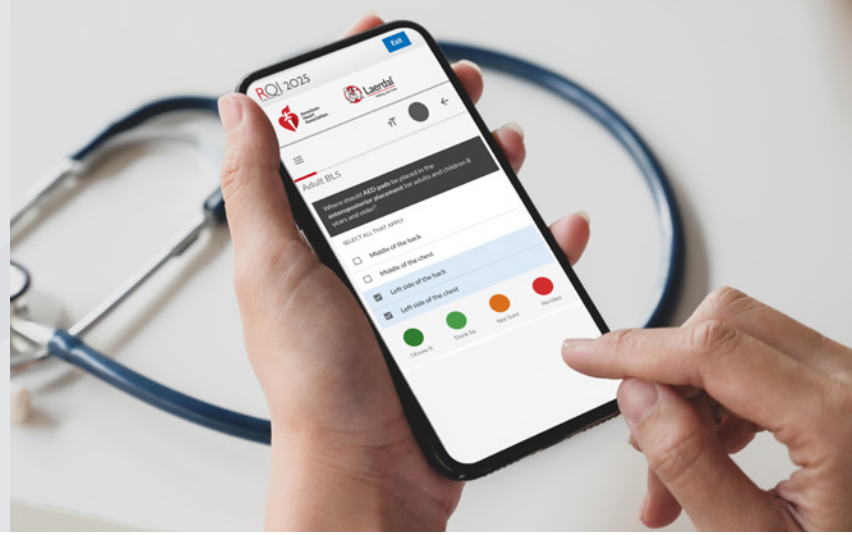 Exit
RQI 2025
American
Heart
Association
Laerdal
Adult BLS
Where should AED pads be placed in the
anteroposterior placement for adults and children 8
years and older?
SELECT ALL THAT APPLY
Middle of the back
Middle of the chest
Left side of the back
Left side of the chest
I Know It
Think So
Not Sure
No Idea